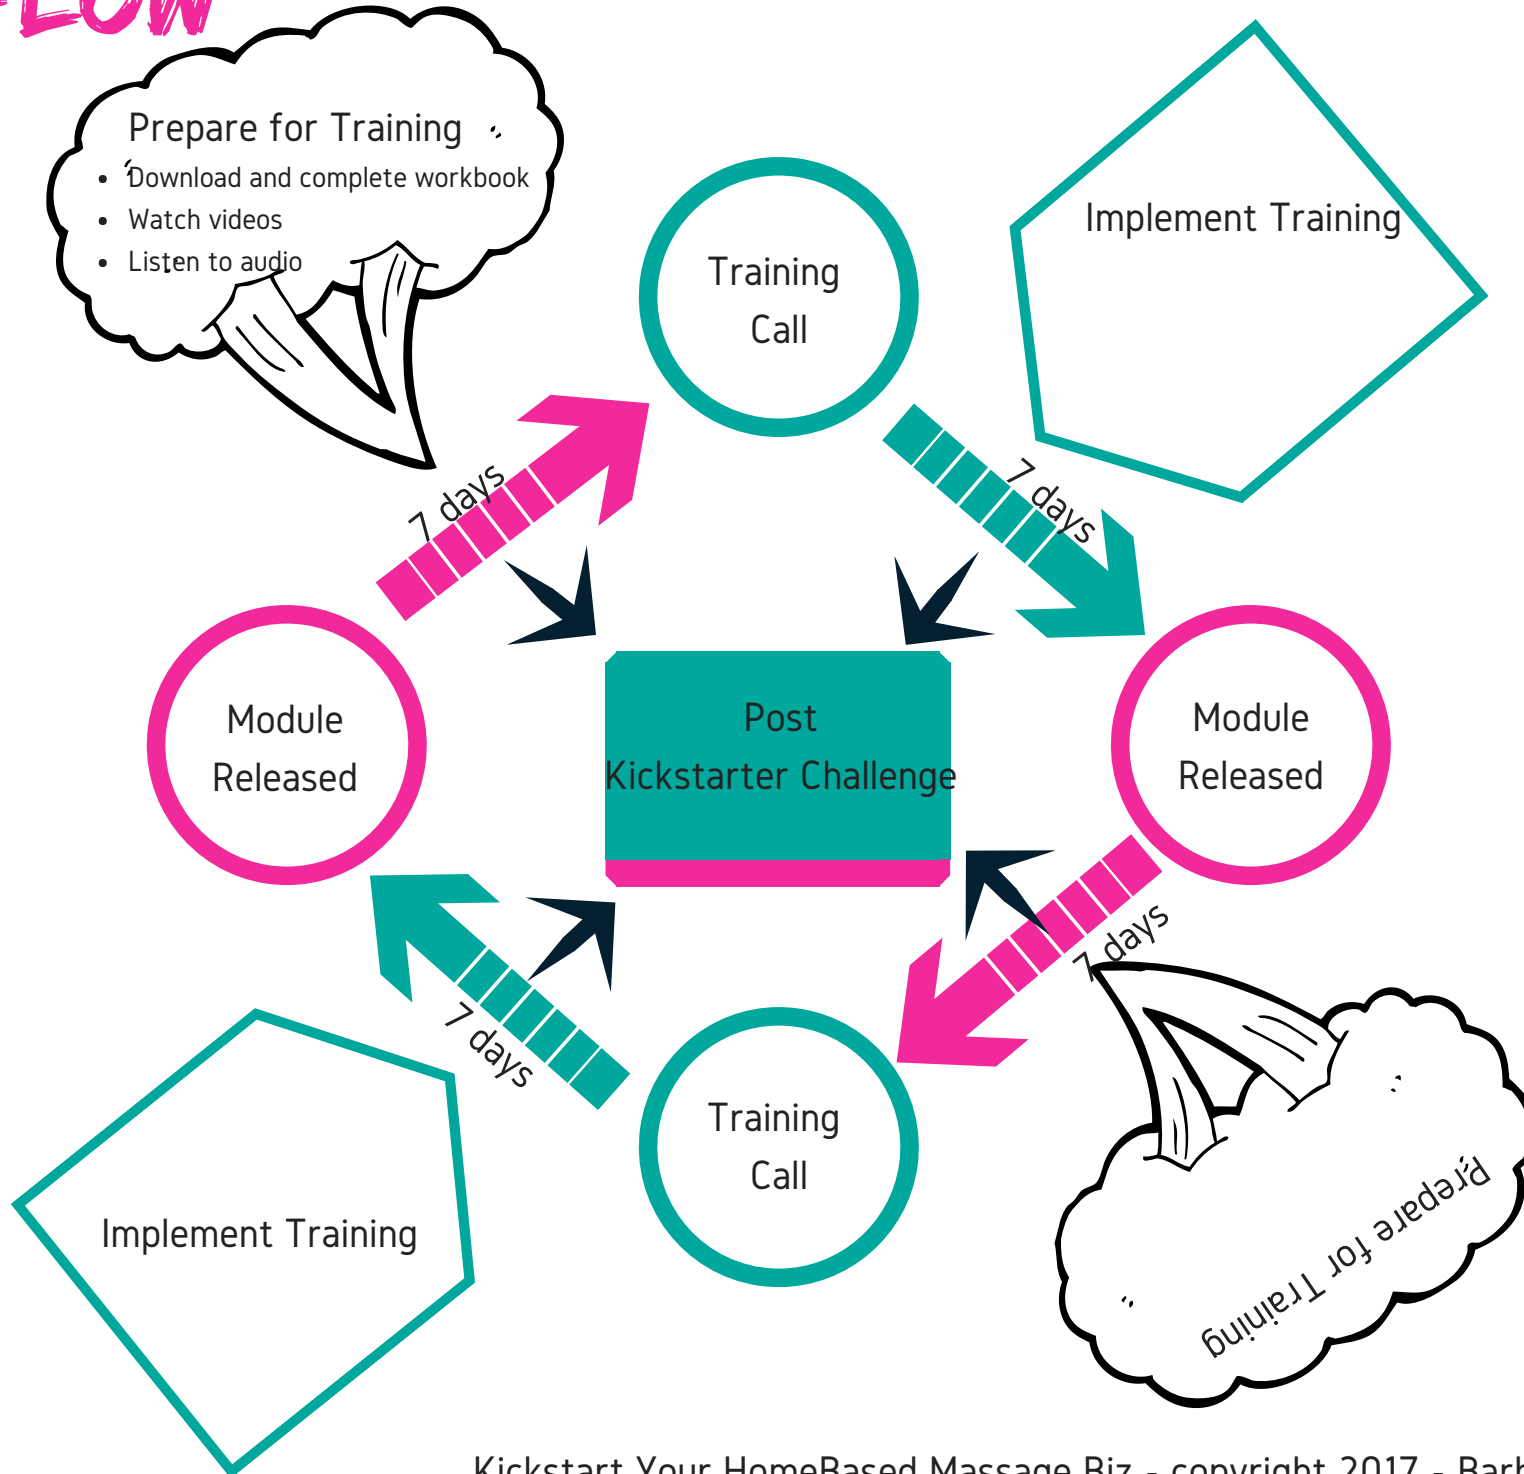 FLOW
Prepare for Training
• Download and complete workbook
• Watch videos
• Listen to audio
Training
Call
Implement Training
7 days
7 days
Module
Released
Post
Kickstarter Challenge
Module
Released
7 days
7 days
Training
Call
Implement Training
Prepare for Training
Kickstart Your HomeBased Massage Biz - copyright 2017 -